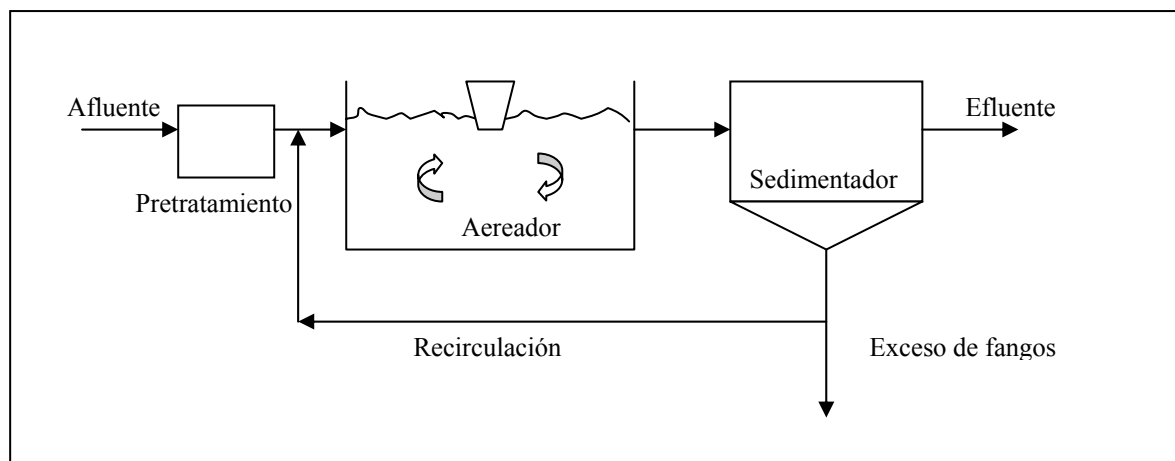 Afluente
Efluente
Sedimentador
Pretratamiento
Aereador
Recirculación
Exceso de fangos